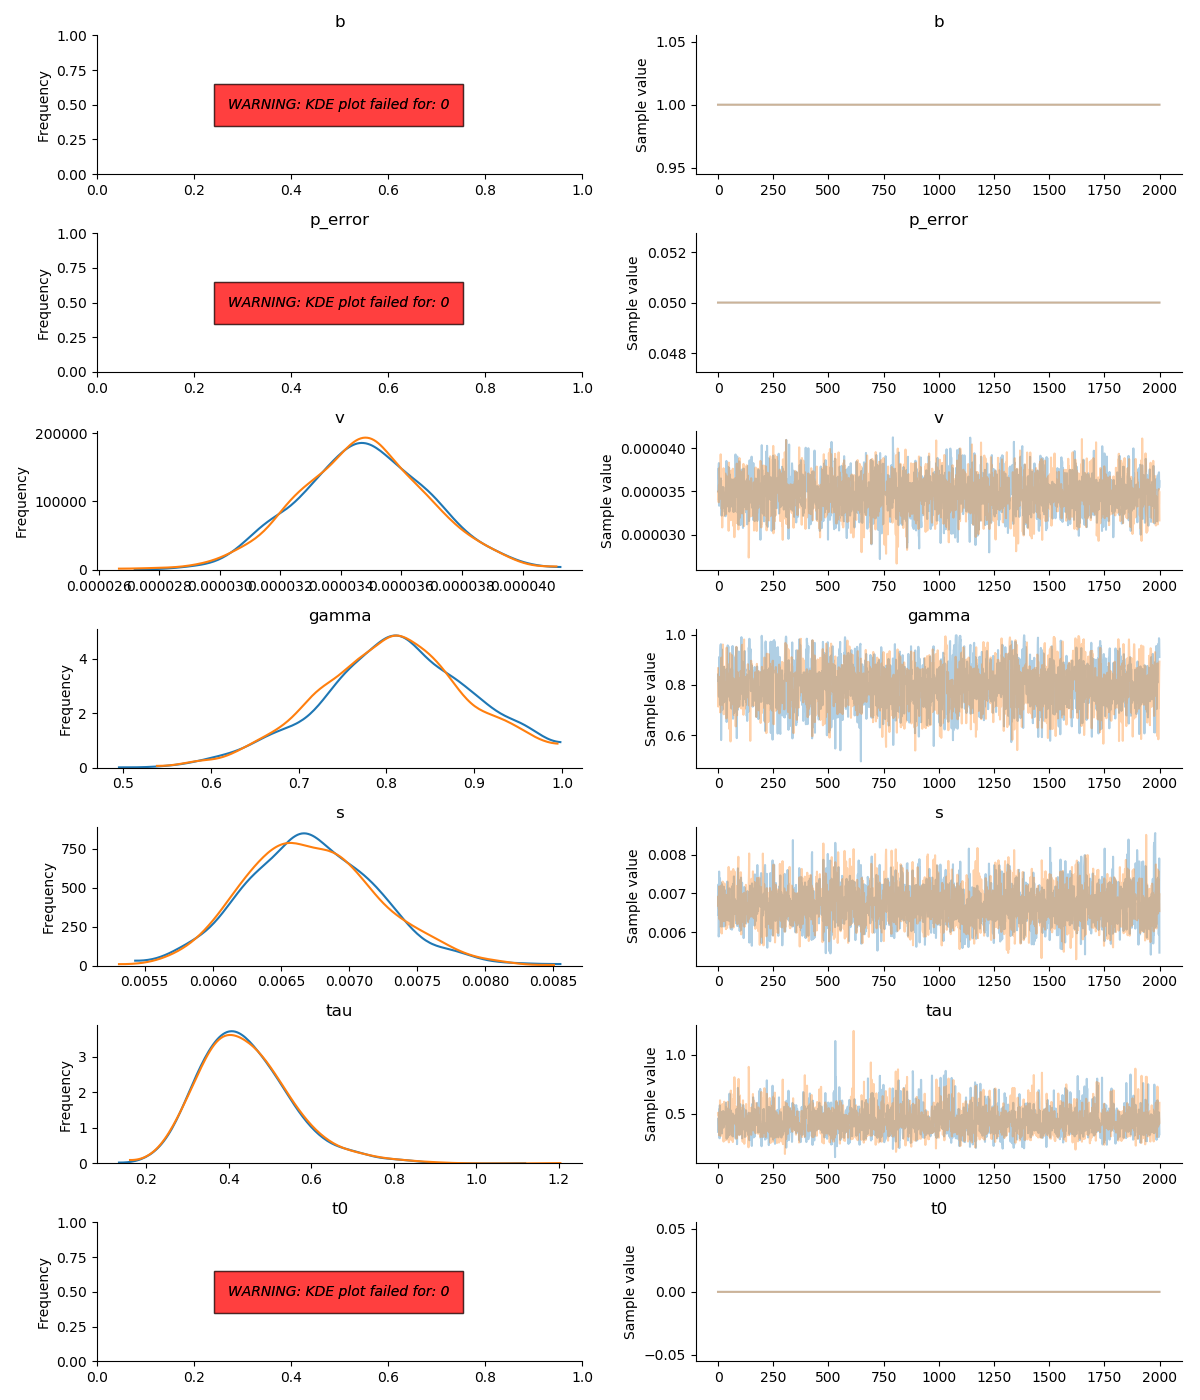 b
b
Frequency
1.00
0.75
0.50
0.25
0.00
WARNING: KDE plot failed for: 0
0.0 0.2 0.4 0.6 0.8 1.0
Sample value
1.05
1.00
0.95
0 250 500 750 1000 1250 1500 1750 2000
p_error
p_error
Frequency
1.00
0.75
0.50
0.25
0.00
WARNING: KDE plot failed for: 0
0.0 0.2 0.4 0.6 0.8 1.0
Sample value
0.052
0.050
0.048
0 250 500 750 1000 1250 1500 1750 2000
v
v
Frequency
200000
100000
0
0.000026 0.000028 0.000030 0.000032 0.000034 0.000036 0.000038 0.000040
Sample value
0.000040
0.000035
0.000030
0 250 500 750 1000 1250 1500 1750 2000
gamma
gamma
Frequency
4
2
0
0.5 0.6 0.7 0.8 0.9 1.0
Sample value
1.0
0.8
0.6
0 250 500 750 1000 1250 1500 1750 2000
s
s
Frequency
750
500
250
0
0.0055 0.0060 0.0065 0.0070 0.0075 0.0080 0.0085
Sample value
0.008
0.007
0.006
0 250 500 750 1000 1250 1500 1750 2000
tau
tau
Frequency
3
2
1
0
0.2 0.4 0.6 0.8 1.0 1.2
Sample value
1.0
0.5
0 250 500 750 1000 1250 1500 1750 2000
t0
t0
Frequency
1.00
0.75
0.50
0.25
0.00
WARNING: KDE plot failed for: 0
0.0 0.2 0.4 0.6 0.8 1.0
Sample value
0.05
0.00
−0.05
0 250 500 750 1000 1250 1500 1750 2000